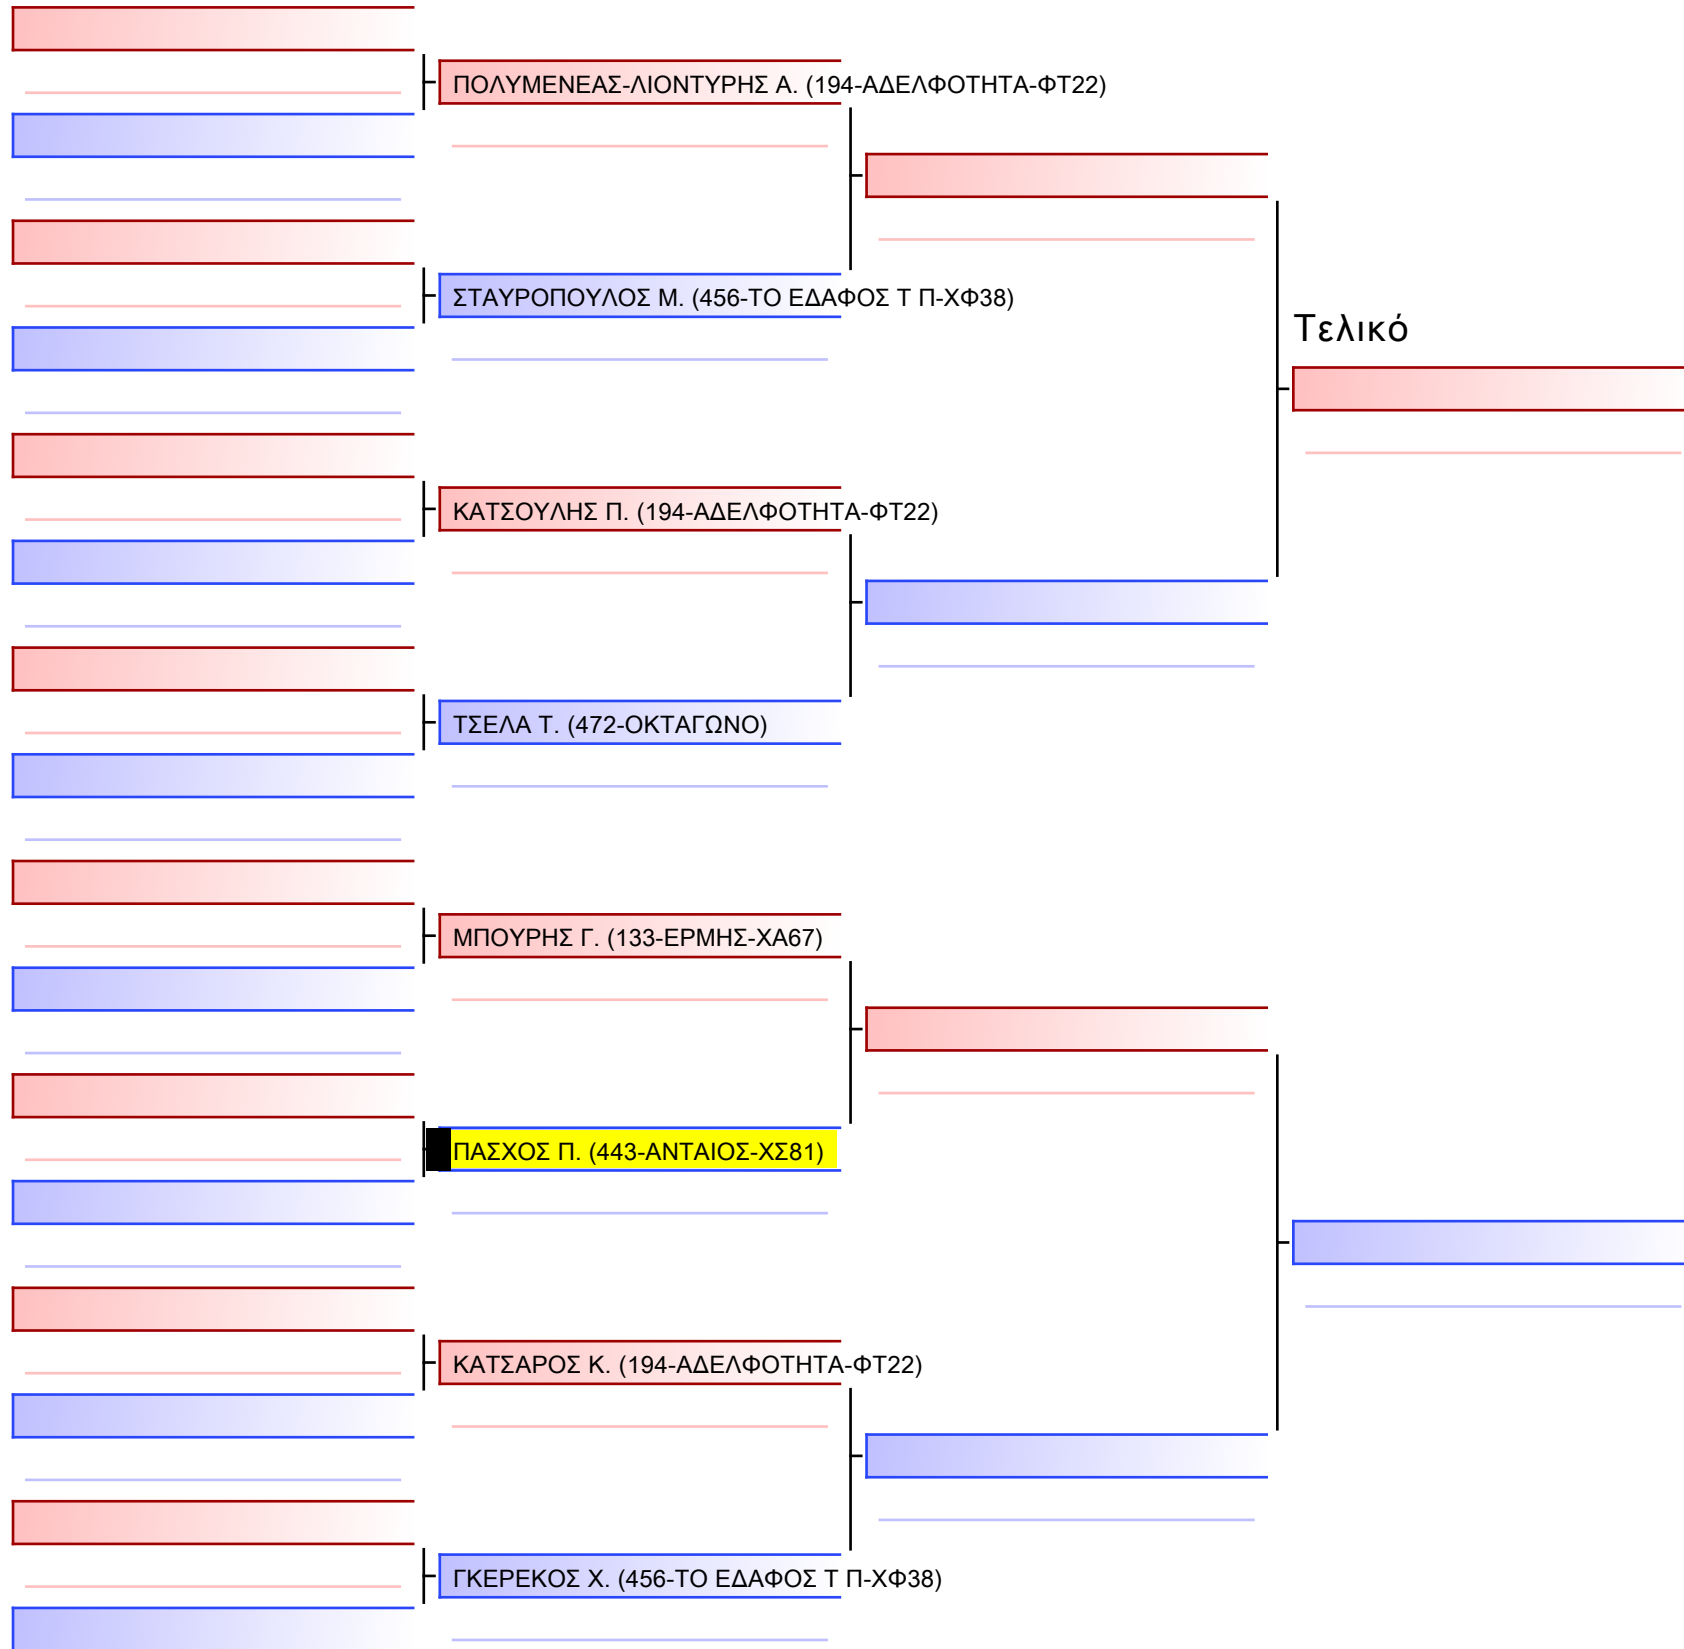 ΠΟΛΥΜΕΝΕΑΣ-ΛΙΟΝΤΥΡΗΣ Α. (194-ΑΔΕΛΦΟΤΗΤΑ-ΦΤ22)
ΣΤΑΥΡΟΠΟΥΛΟΣ Μ. (456-ΤΟ ΕΔΑΦΟΣ Τ Π-ΧΦ38)
Τελικό
ΚΑΤΣΟΥΛΗΣ Π. (194-ΑΔΕΛΦΟΤΗΤΑ-ΦΤ22)
ΤΣΕΛΑ Τ. (472-ΟΚΤΑΓΩΝΟ)
ΜΠΟΥΡΗΣ Γ. (133-ΕΡΜΗΣ-ΧΑ67)
ΠΑΣΧΟΣ Π. (443-ΑΝΤΑΙΟΣ-ΧΣ81)
ΚΑΤΣΑΡΟΣ Κ. (194-ΑΔΕΛΦΟΤΗΤΑ-ΦΤ22)
ΓΚΕΡΕΚΟΣ Χ. (456-ΤΟ ΕΔΑΦΟΣ Τ Π-ΧΦ38)